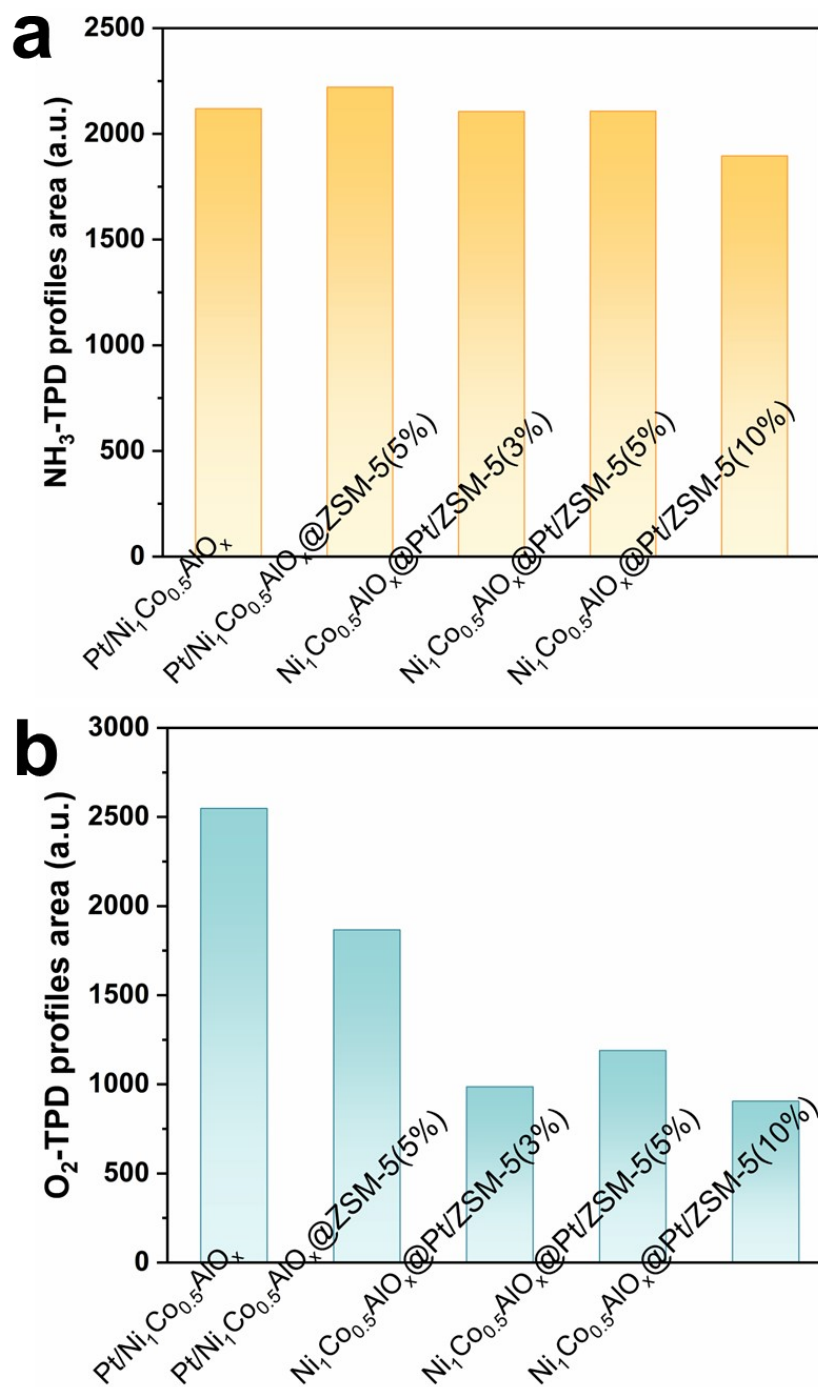 a
NH₃-TPD profiles area (a.u.)
2500
2000
1500
1000
500
0
Pt/Ni₁Co₀.₅AlOₓ
Pt/Ni₁Co₀.₅AlOₓ@ZSM-5(5%)
Ni₁Co₀.₅AlOₓ@Pt/ZSM-5(3%)
Ni₁Co₀.₅AlOₓ@Pt/ZSM-5(5%)
Ni₁Co₀.₅AlOₓ@Pt/ZSM-5(10%)
b
O₂-TPD profiles area (a.u.)
3000
2500
2000
1500
1000
500
0
Pt/Ni₁Co₀.₅AlOₓ
Pt/Ni₁Co₀.₅AlOₓ@ZSM-5(5%)
Ni₁Co₀.₅AlOₓ@Pt/ZSM-5(3%)
Ni₁Co₀.₅AlOₓ@Pt/ZSM-5(5%)
Ni₁Co₀.₅AlOₓ@Pt/ZSM-5(10%)